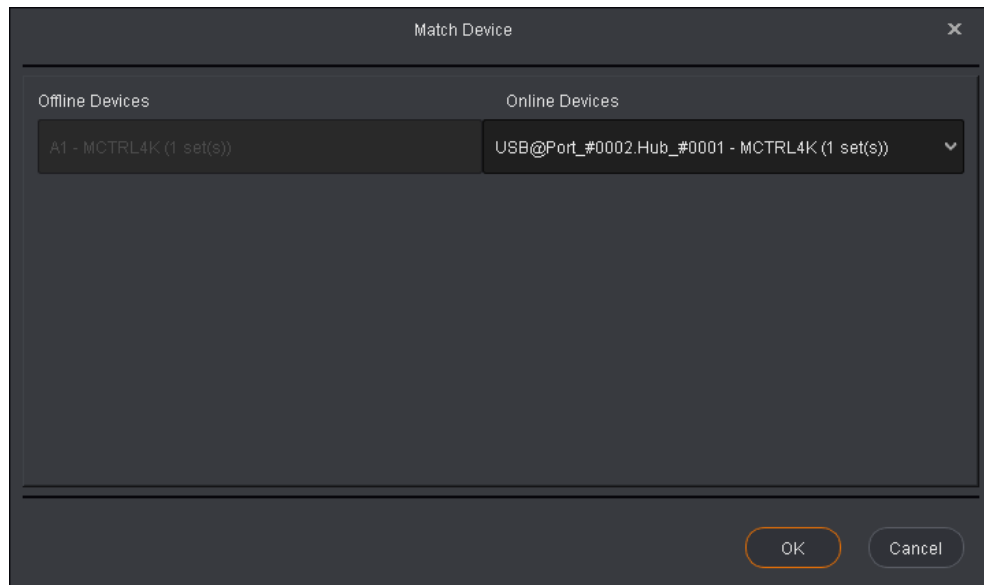 Match Device
Offline Devices Online Devices
A1 - MCTRL4K (1 set(s)) USB@Port_#0002.Hub_#0001 - MCTRL4K (1 set(s))
OK Cancel